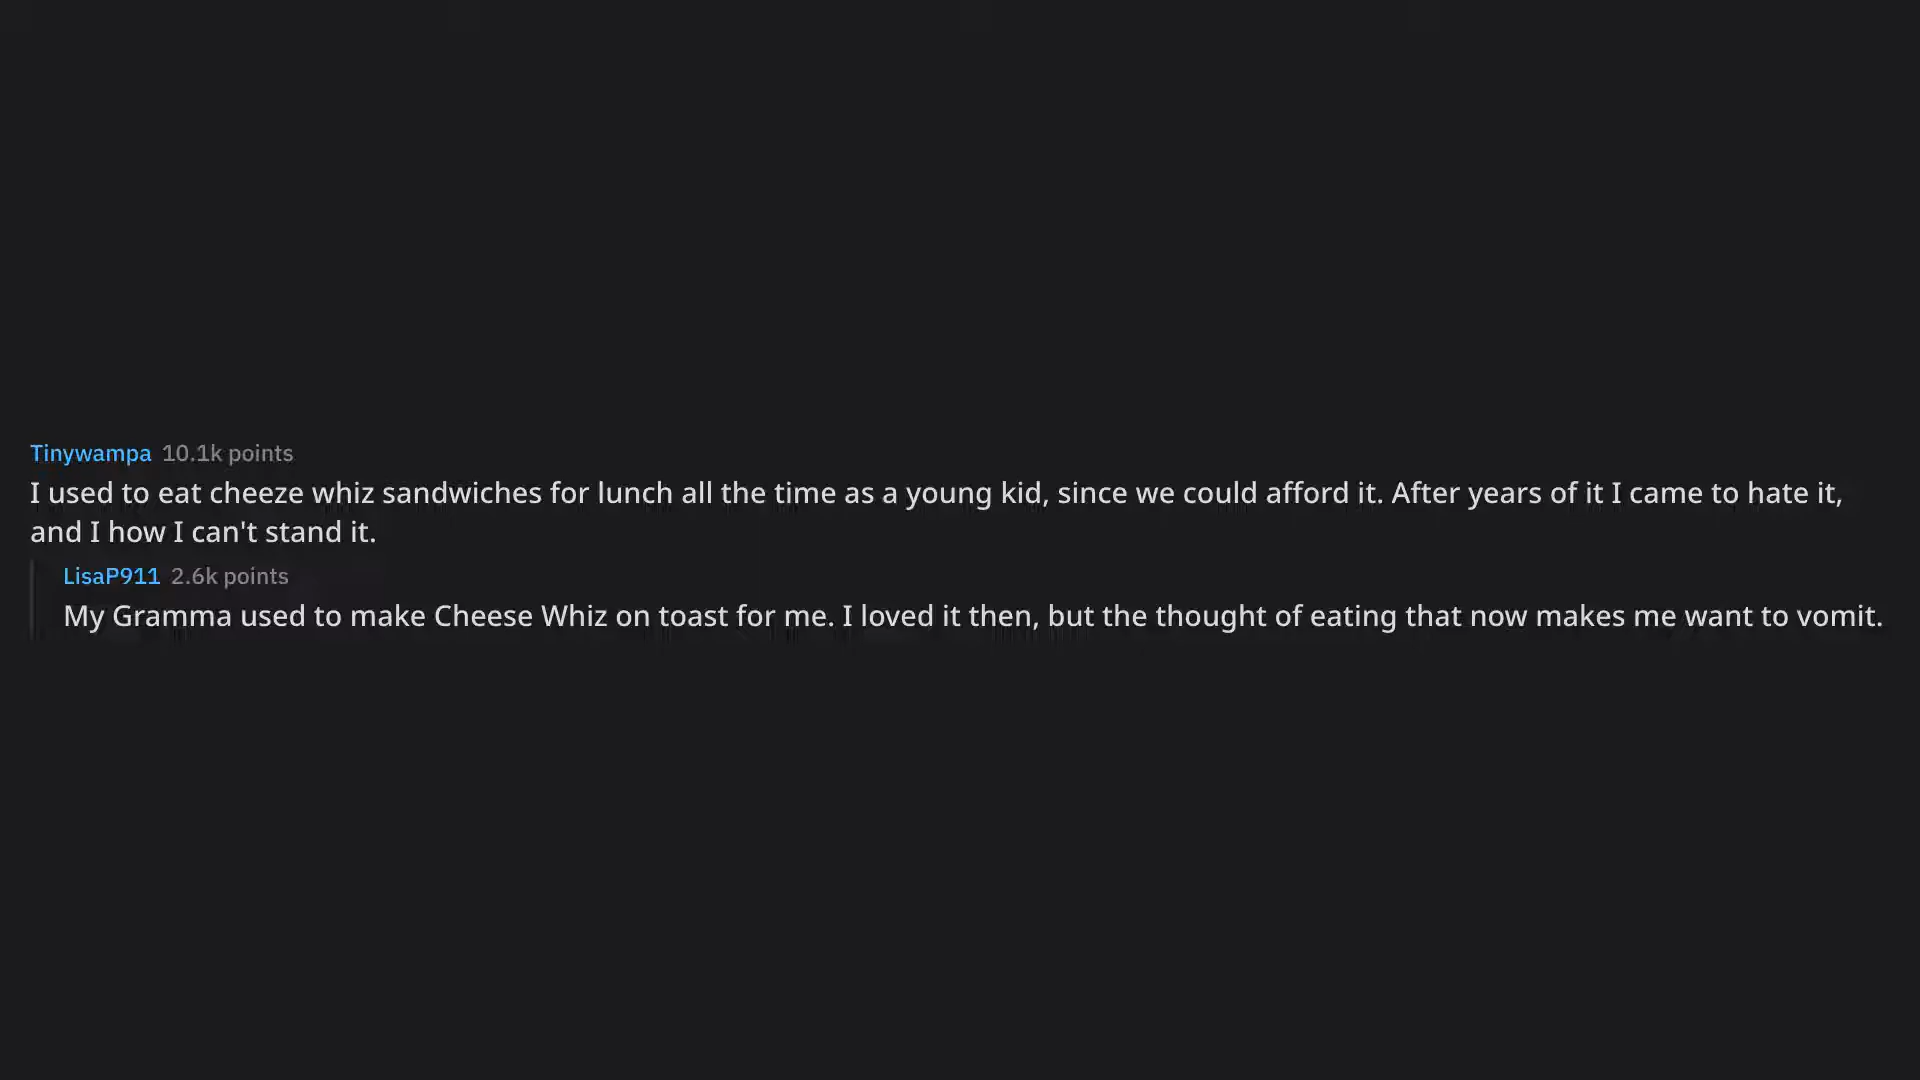 Tinywampa 10.1k points
I used to eat cheeze whiz sandwiches for lunch all the time as a young kid, since we could afford it. After years of it I came to hate it,
and I how I can't stand it.
LisaP911 2.6k points
My Gramma used to make Cheese Whiz on toast for me. I loved it then, but the thought of eating that now makes me want to vomit.